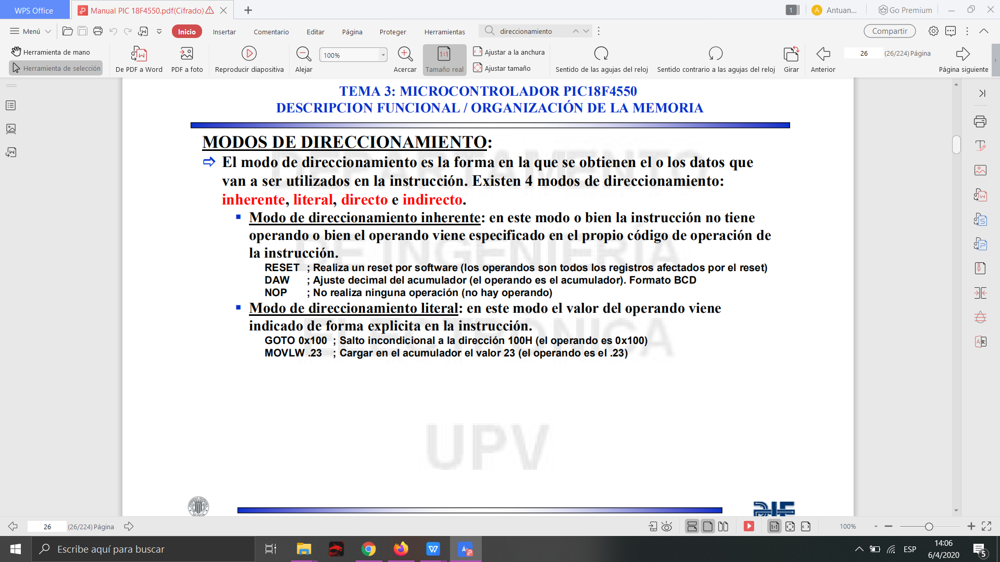 WPS Office
Manual PIC 18F4550.pdf(Cifrado)
1
A
Antuan...
Go Premium
Menú
Inicio
Insertar
Comentario
Editar
Página
Proteger
Herramientas
direccionamiento
Compartir
Herramienta de mano
Herramienta de selección
De PDF a Word
PDF a foto
Reproducir diapositiva
Alejar
100%
Acercar
1:1
Tamaño real
Ajustar a la anchura
Ajustar tamaño
Sentido de las agujas del reloj
Sentido contrario a las agujas del reloj
Girar
Anterior
26
(26/224) Página
Página siguiente
TEMA 3: MICROCONTROLADOR PIC18F4550
DESCRIPCION FUNCIONAL / ORGANIZACIÓN DE LA MEMORIA
MODOS DE DIRECCIONAMIENTO:
El modo de direccionamiento es la forma en la que se obtienen el o los datos que
van a ser utilizados en la instrucción. Existen 4 modos de direccionamiento:
inherente, literal, directo e indirecto.
Modo de direccionamiento inherente: en este modo o bien la instrucción no tiene
operando o bien el operando viene especificado en el propio código de operación de
la instrucción.
RESET ; Realiza un reset por software (los operandos son todos los registros afectados por el reset)
DAW ; Ajuste decimal del acumulador (el operando es el acumulador). Formato BCD
NOP ; No realiza ninguna operación (no hay operando)
Modo de direccionamiento literal: en este modo el valor del operando viene
indicado de forma explicita en la instrucción.
GOTO 0x100 ; Salto incondicional a la dirección 100H (el operando es 0x100)
MOVLW .23 ; Cargar en el acumulador el valor 23 (el operando es el .23)
DEPARTAMENTO
DE INGENIERÍA
ELECTRÓNICA
UPV
26
(26/224) Página
1:1
100%
Escribe aquí para buscar
ESP
14:06
6/4/2020
5